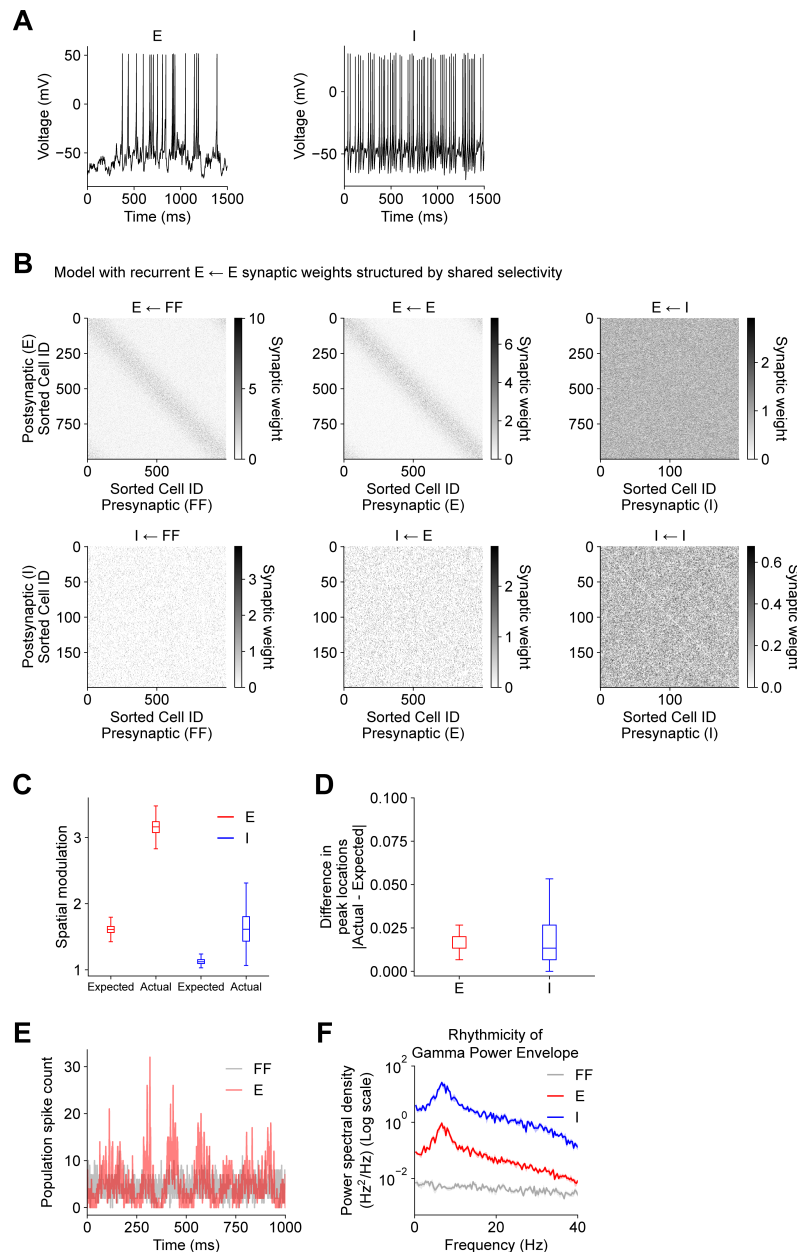 A
E
I
Voltage (mV)
50
0
−50
0 500 1000 1500
Time (ms)
Voltage (mV)
0
−50
0 500 1000 1500
Time (ms)
B
Model with recurrent E ← E synaptic weights structured by shared selectivity
E ← FF
Postsynaptic (E)
Sorted Cell ID
0
250
500
750
0 500
Sorted Cell ID
Presynaptic (FF)
10
5
0
Synaptic weight
E ← E
0
250
500
750
0 500
Sorted Cell ID
Presynaptic (E)
6
4
2
0
Synaptic weight
E ← I
0
250
500
750
0 100
Sorted Cell ID
Presynaptic (I)
2
1
0
Synaptic weight
I ← FF
Postsynaptic (I)
Sorted Cell ID
0
50
100
150
0 500
Sorted Cell ID
Presynaptic (FF)
3
2
1
0
Synaptic weight
I ← E
0
50
100
150
0 500
Sorted Cell ID
Presynaptic (E)
2
1
0
Synaptic weight
I ← I
0
50
100
150
0 100
Sorted Cell ID
Presynaptic (I)
0.6
0.4
0.2
0.0
Synaptic weight
C
Spatial modulation
3
2
1
E
I
Expected Actual Expected Actual
D
Difference in
peak locations
|Actual - Expected|
0.100
0.075
0.050
0.025
0.000
E I
E
Population spike count
30
20
10
0
FF
E
0 250 500 750 1000
Time (ms)
F
Rhythmicity of
Gamma Power Envelope
Power spectral density
(Hz²/Hz) (Log scale)
10²
10⁰
10⁻²
FF
E
I
0 20 40
Frequency (Hz)